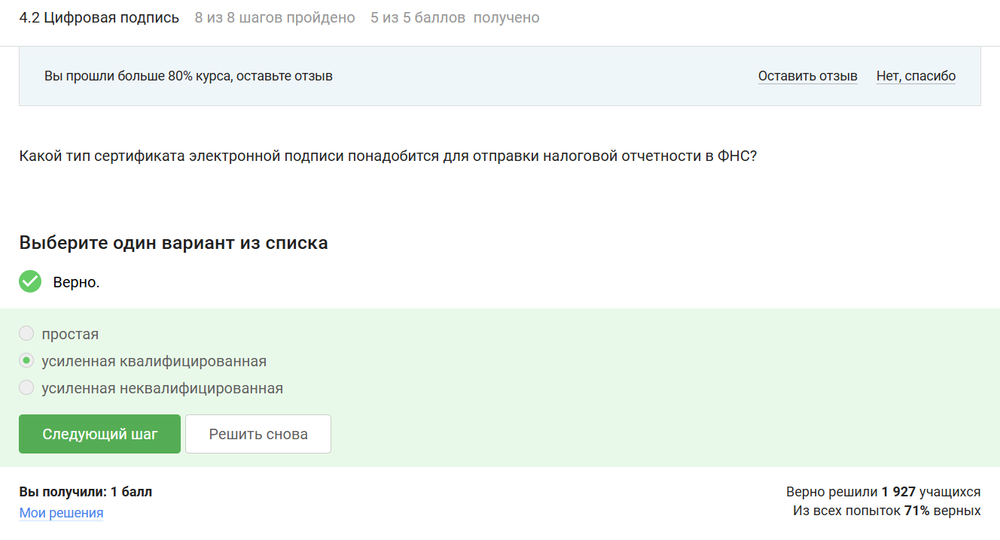 4.2 Цифровая подпись 8 из 8 шагов пройдено 5 из 5 баллов получено
Вы прошли больше 80% курса, оставьте отзыв Оставить отзыв Нет, спасибо
Какой тип сертификата электронной подписи понадобится для отправки налоговой отчетности в ФНС?
Выберите один вариант из списка
Верно.
простая
усиленная квалифицированная
усиленная неквалифицированная
Следующий шаг Решить снова
Вы получили: 1 балл Верно решили 1 927 учащихся
Мои решения Из всех попыток 71% верных